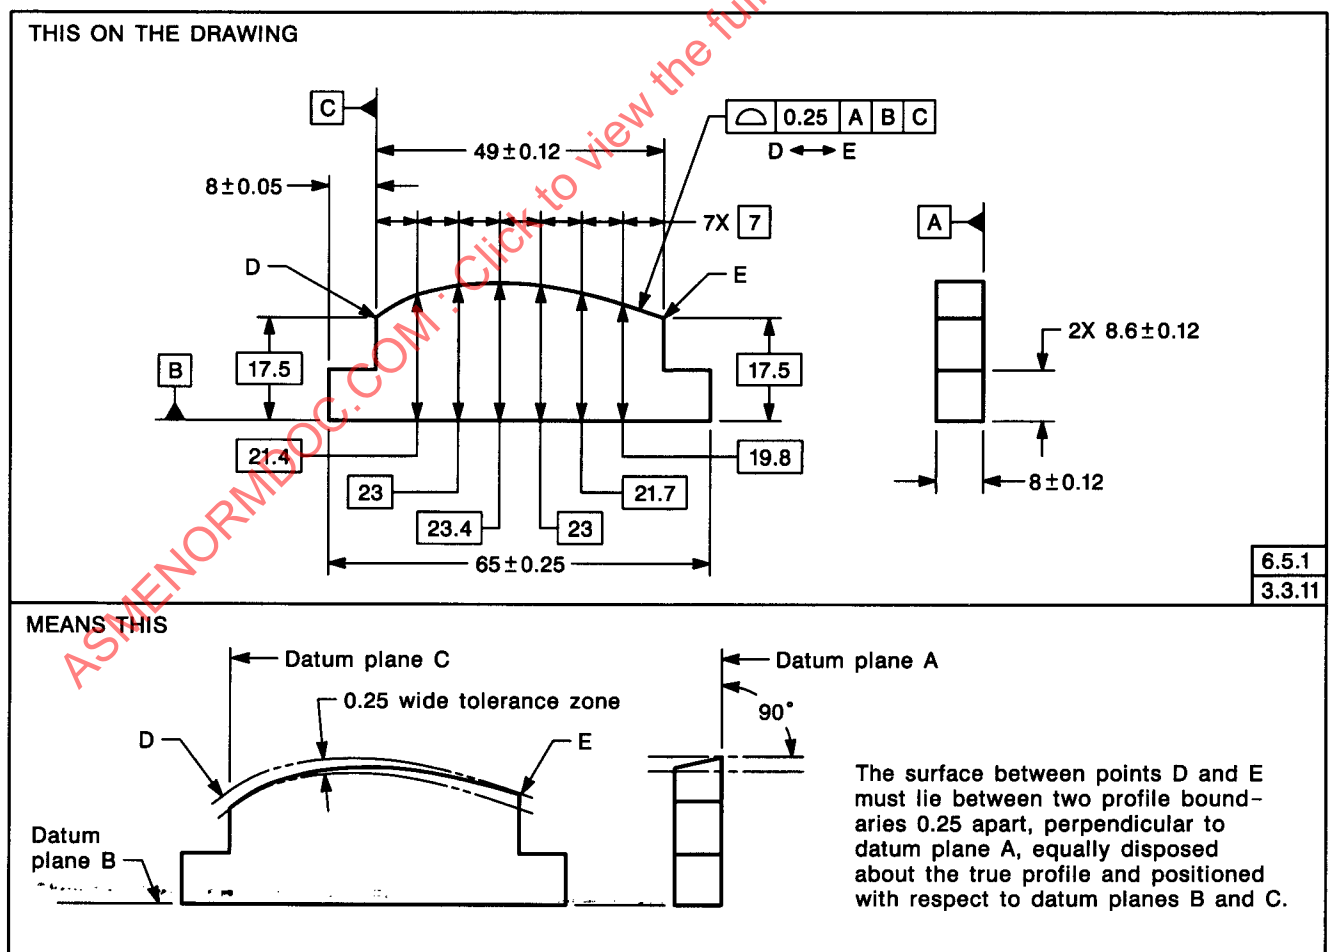 THIS ON THE DRAWING
C
0.25 A B C
D E
49±0.12
8±0.05
7X 7
A
D
E
2X 8.6±0.12
17.5
17.5
B
21.4
19.8
23
21.7
8±0.12
23.4
23
65±0.25
6.5.1
3.3.11
MEANS THIS
Datum plane C
Datum plane A
0.25 wide tolerance zone
90°
D
E
The surface between points D and E
must lie between two profile bound-
aries 0.25 apart, perpendicular to
datum plane A, equally disposed
about the true profile and positioned
with respect to datum planes B and C.
Datum
plane B
ASMENORMDOC.COM : Click to view the full